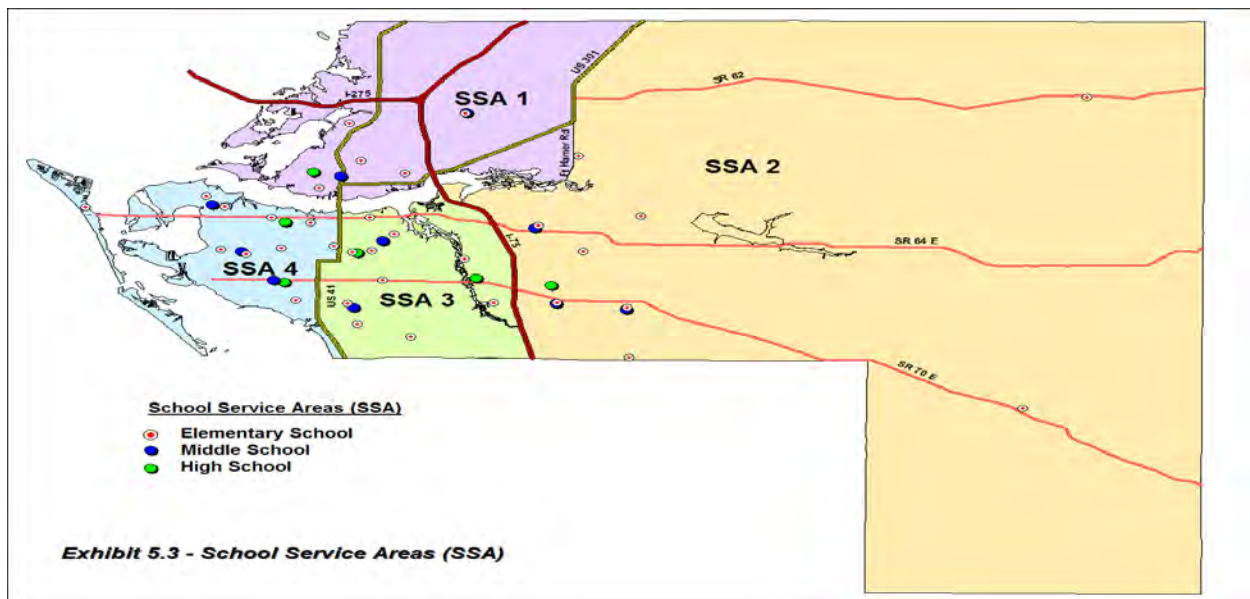 US 301
SR 62
I-275
SSA 1
Ft Hamer Rd
SSA 2
SR 64 E
I-75
SSA 4
US 41
SSA 3
SR 70 E
School Service Areas (SSA)
Elementary School
Middle School
High School
Exhibit 5.3 - School Service Areas (SSA)